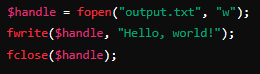 $handle = fopen("output.txt", "w");
fwrite($handle, "Hello, world!");
fclose($handle);